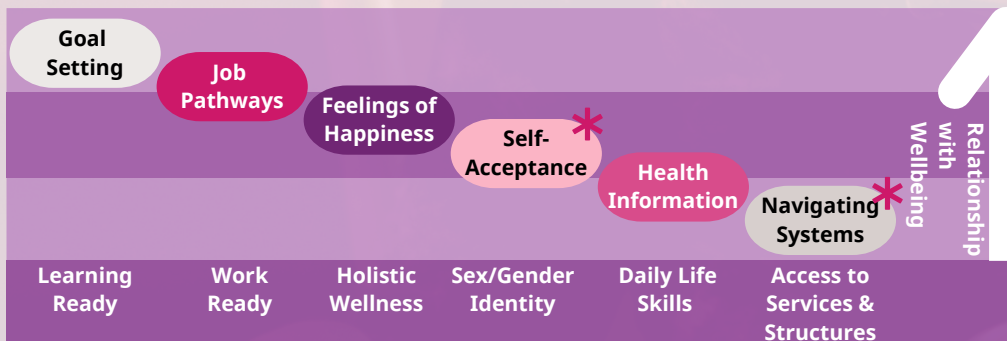 Goal
Setting
Job
Pathways
Feelings of
Happiness
Self-
Acceptance
Health
Information
Navigating
Systems
Relationship
with
Wellbeing
Learning
Ready
Work
Ready
Holistic
Wellness
Sex/Gender
Identity
Daily Life
Skills
Access to
Services &
Structures